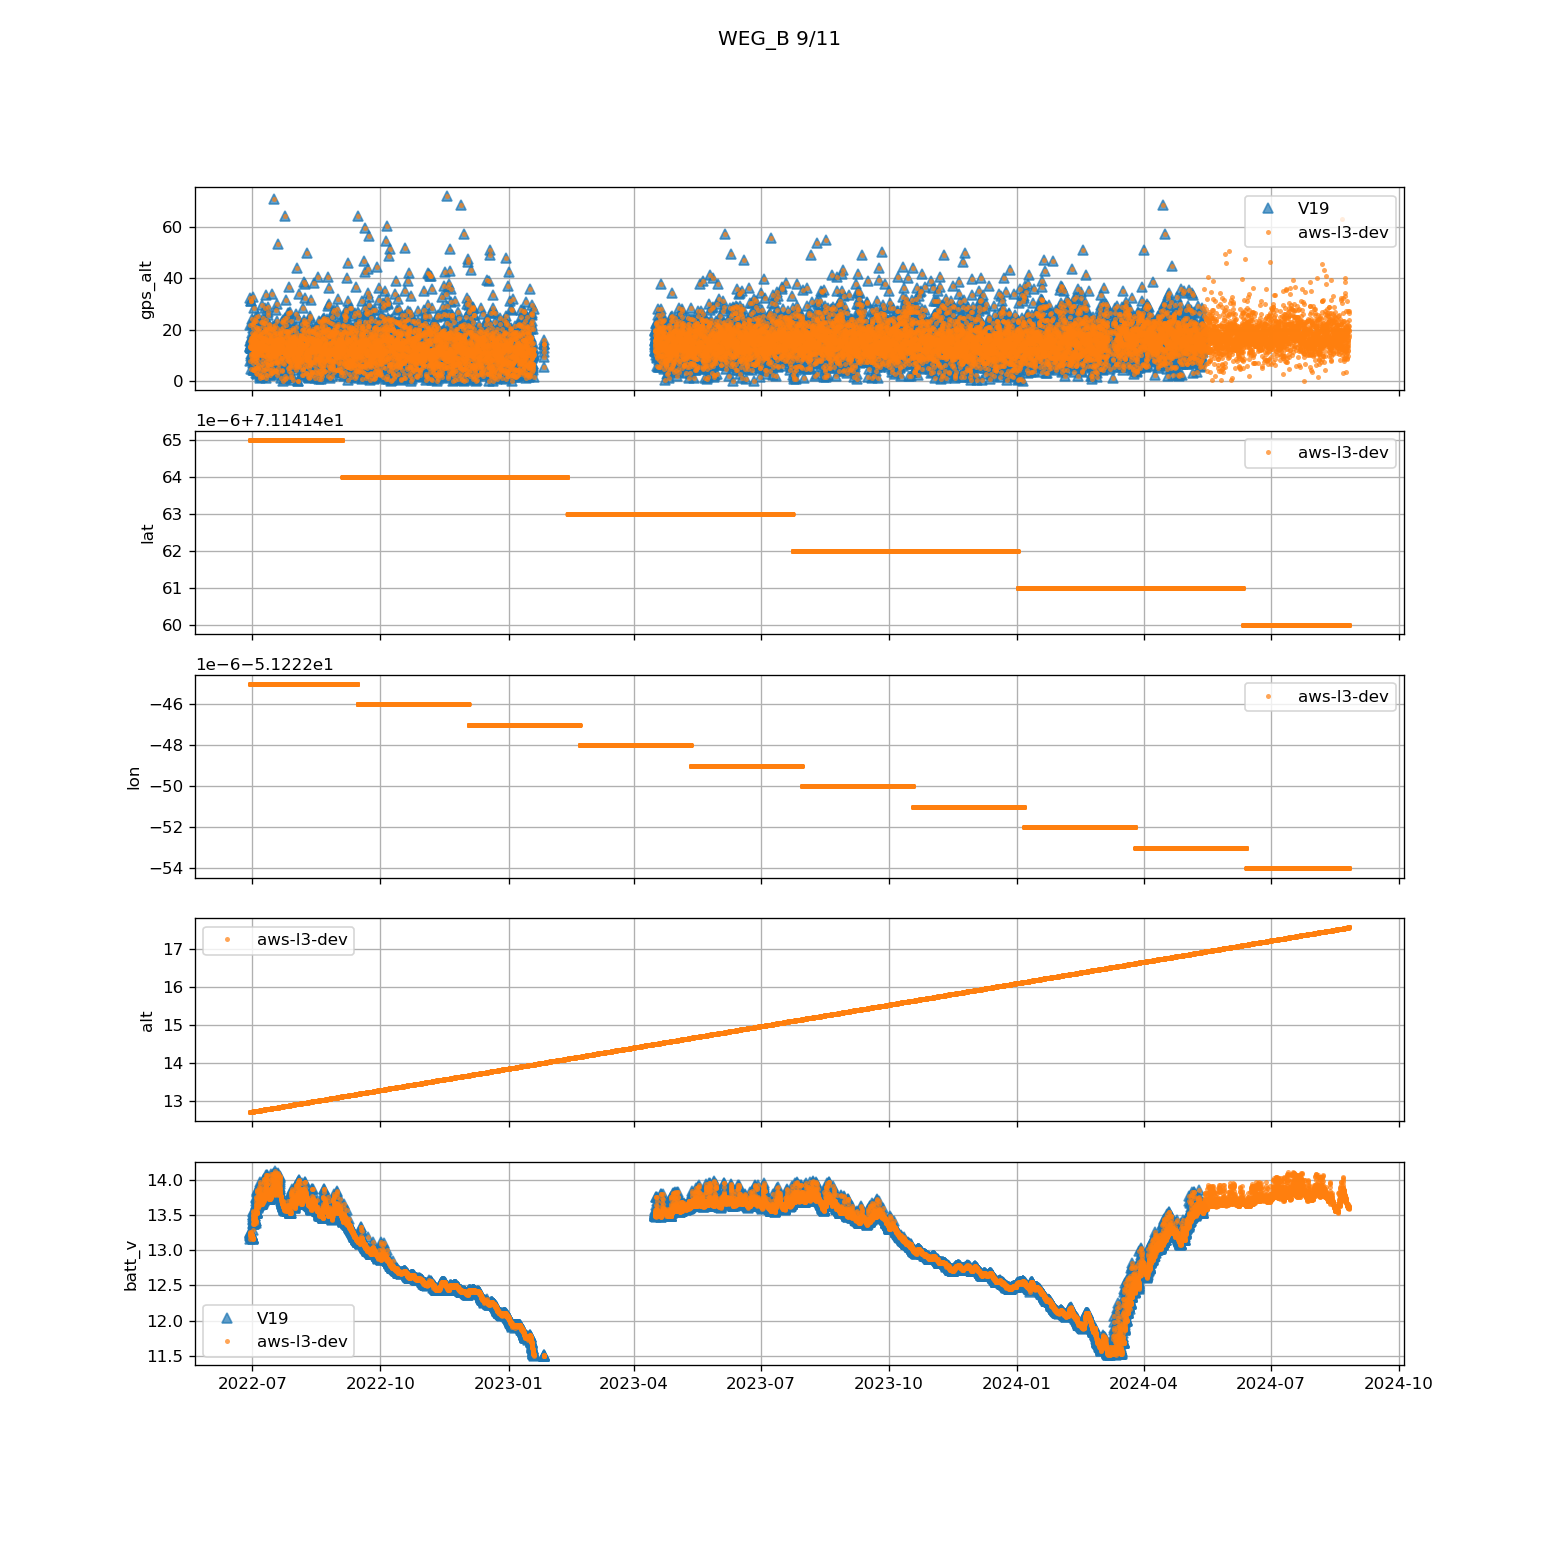 WEG_B 9/11
60
40
20
0
gps_alt
V19
aws-l3-dev
1e−6+7.11414e1
65
64
63
62
61
60
lat
aws-l3-dev
1e−6−5.1222e1
−46
−48
−50
−52
−54
lon
aws-l3-dev
17
16
15
14
13
alt
aws-l3-dev
14.0
13.5
13.0
12.5
12.0
11.5
batt_v
V19
aws-l3-dev
2022-07 2022-10 2023-01 2023-04 2023-07 2023-10 2024-01 2024-04 2024-07 2024-10